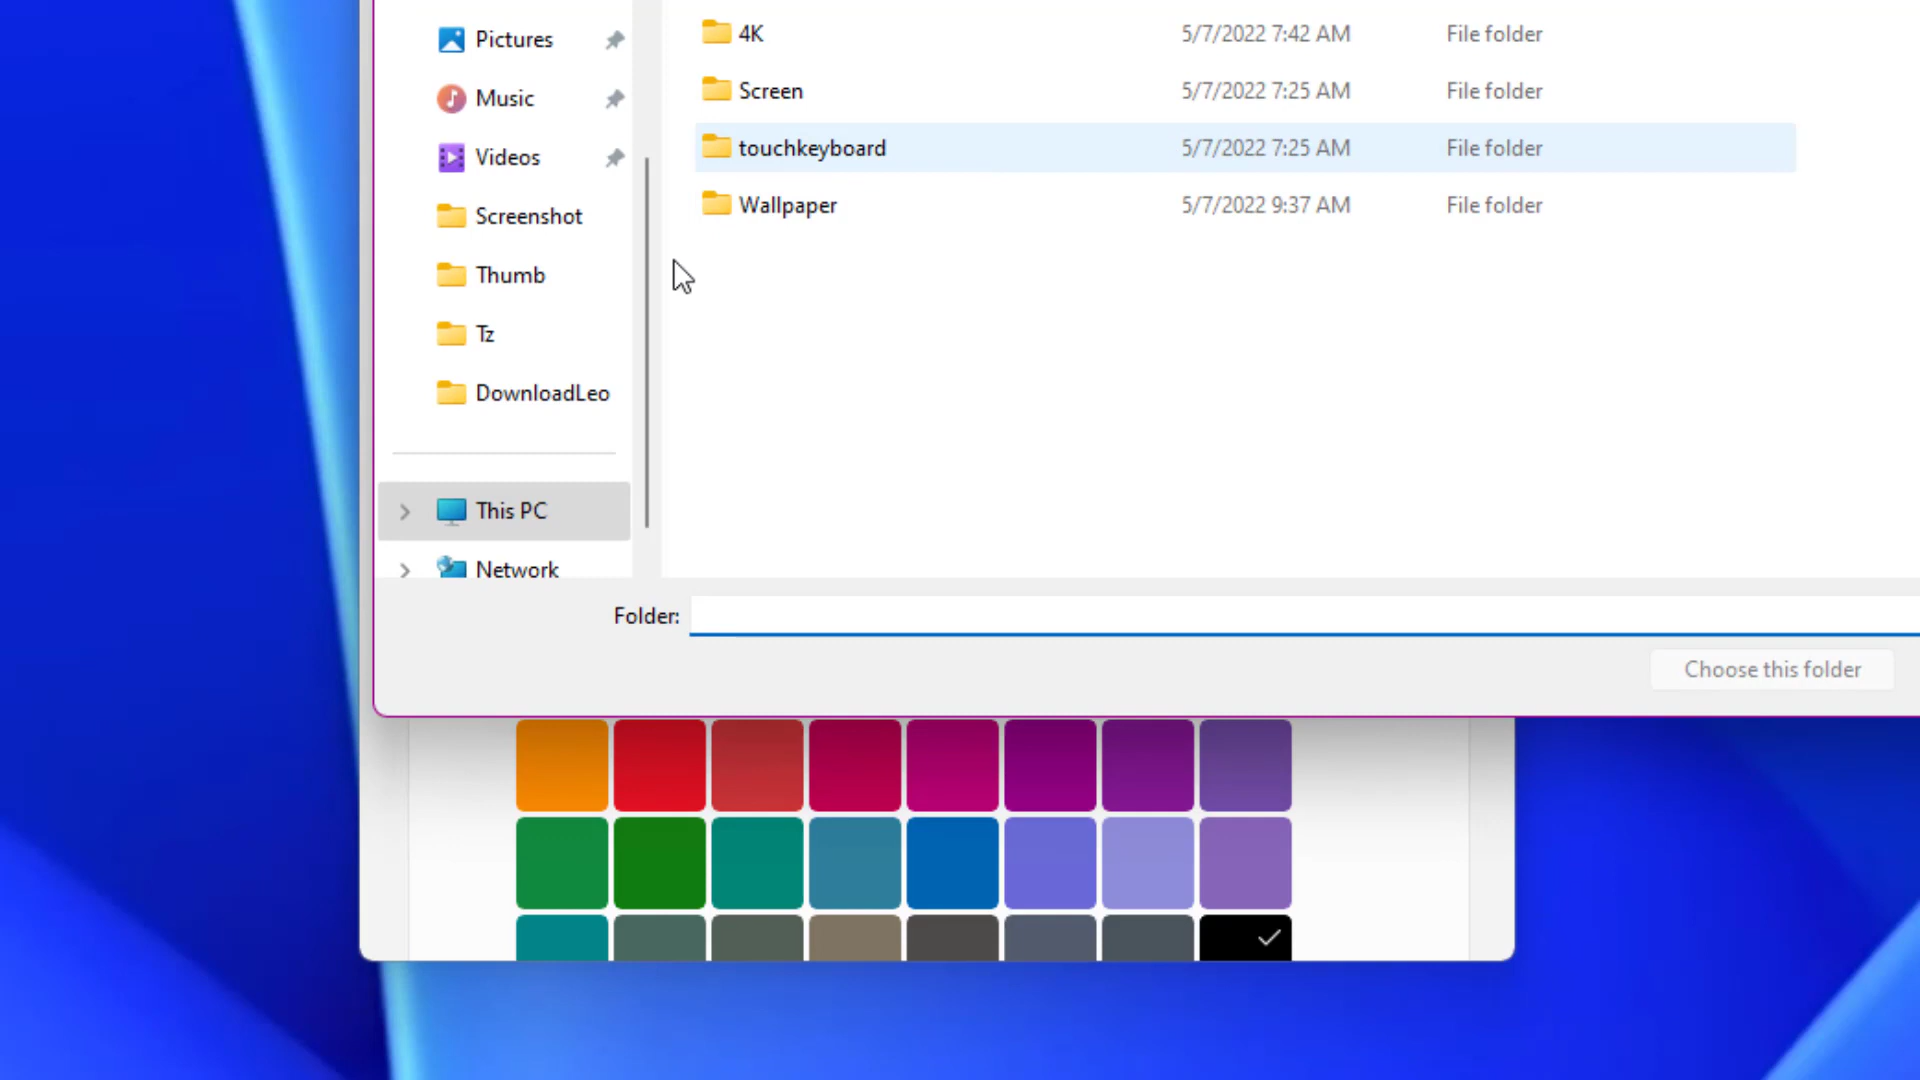 Pictures
Music
Videos
Screenshot
Thumb
Tz
DownloadLeo
This PC
Network
4K 5/7/2022 7:42 AM File folder
Screen 5/7/2022 7:25 AM File folder
touchkeyboard 5/7/2022 7:25 AM File folder
Wallpaper 5/7/2022 9:37 AM File folder
Folder:
Choose this folder